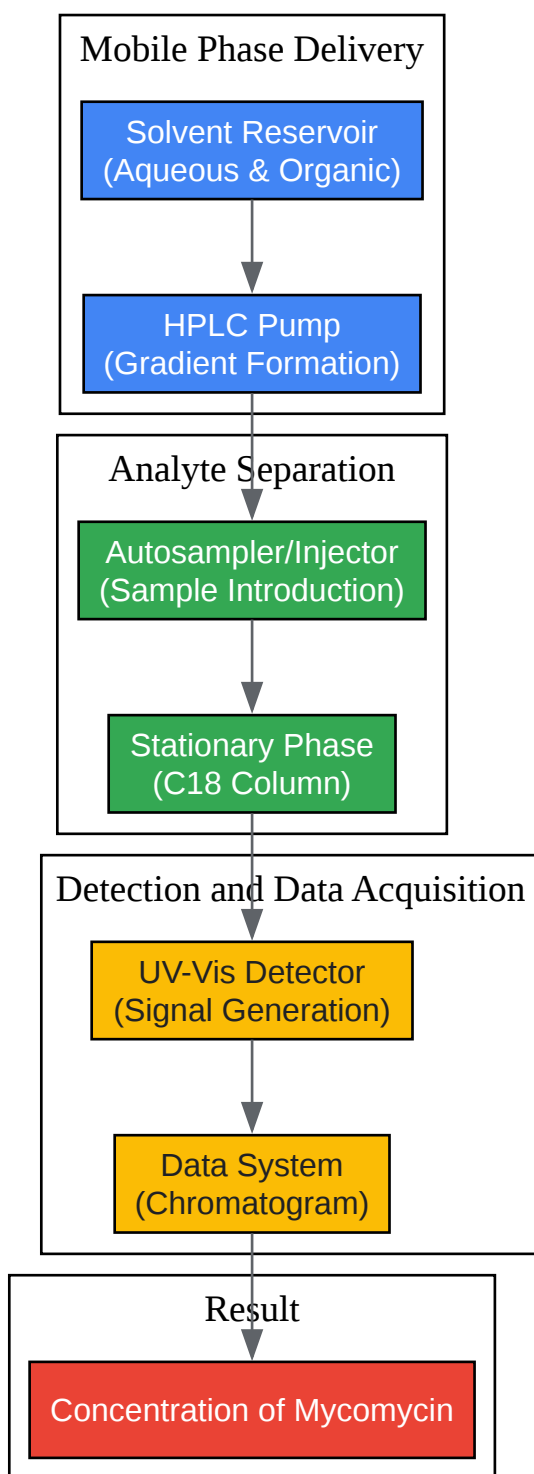 Mobile Phase Delivery
Solvent Reservoir
(Aqueous & Organic)
HPLC Pump
(Gradient Formation)
Analyte Separation
Autosampler/Injector
(Sample Introduction)
Stationary Phase
(C18 Column)
Detection and Data Acquisition
UV-Vis Detector
(Signal Generation)
Data System
(Chromatogram)
Result
Concentration of Mycomycin